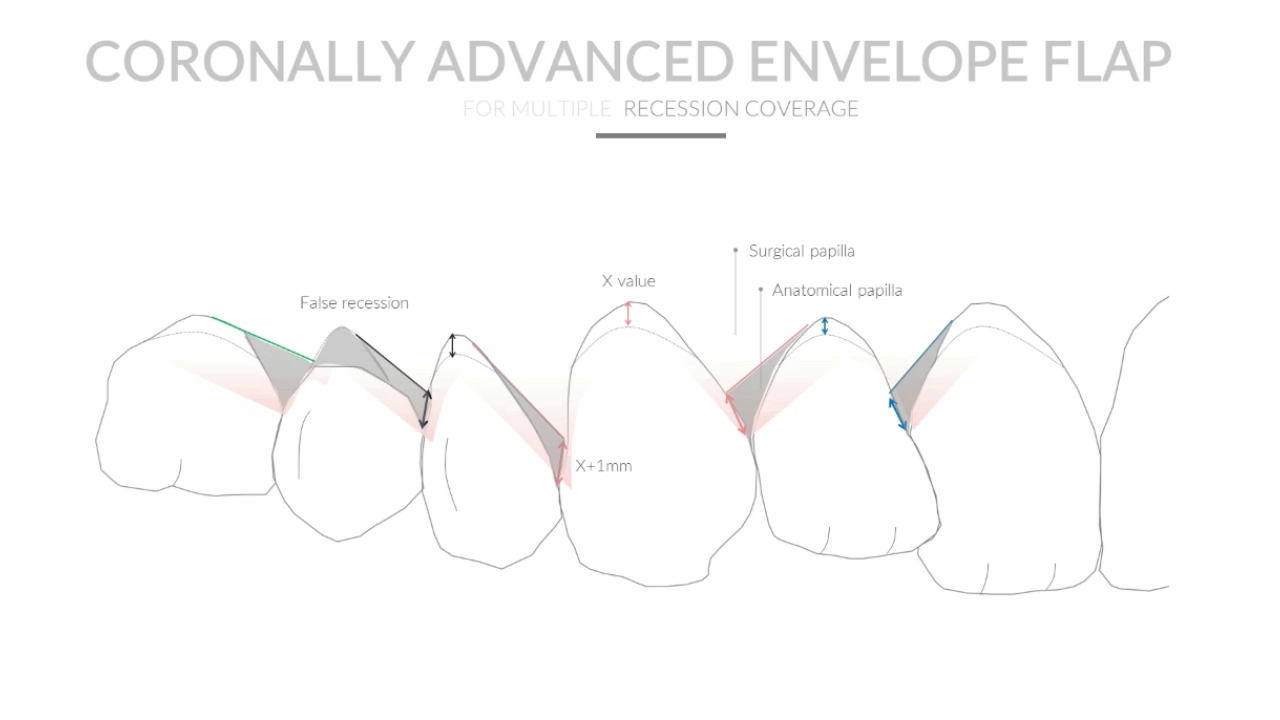 CORONALLY ADVANCED ENVELOPE FLAP
FOR MULTIPLE RECESSION COVERAGE
Surgical papilla
X value
Anatomical papilla
False recession
X+1mm